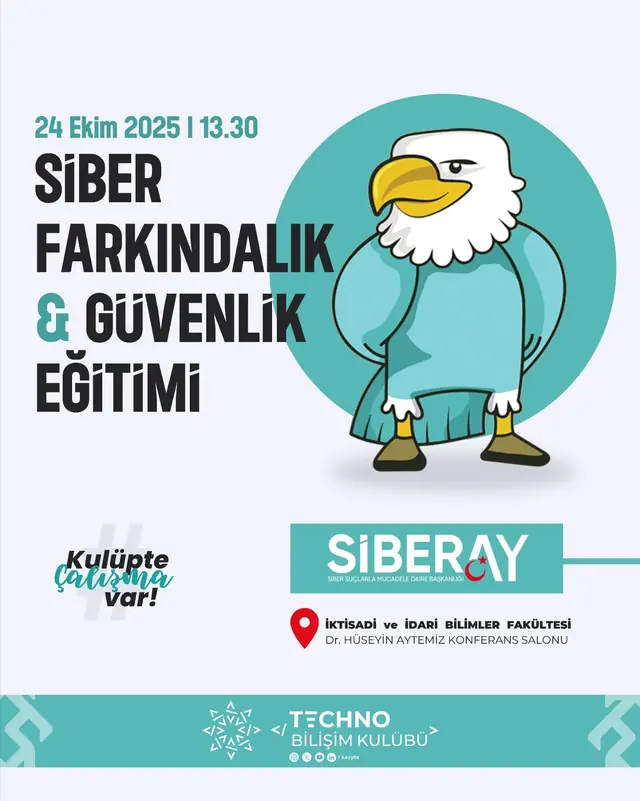 24 Ekim 2025 | 13.30
SİBER
FARKINDALIK
& GÜVENLİK
EĞİTİMİ
#
Kulüpte
Çalışma
var!
SİBERAY
SİBER SUÇLARLA MÜCADELE DAİRE BAŞKANLIĞI
İKTİSADİ ve İDARİ BİLİMLER FAKÜLTESİ
Dr. HÜSEYİN AYTEMİZ KONFERANS SALONU
</ TECHNO
BİLİŞİM KULÜBÜ >